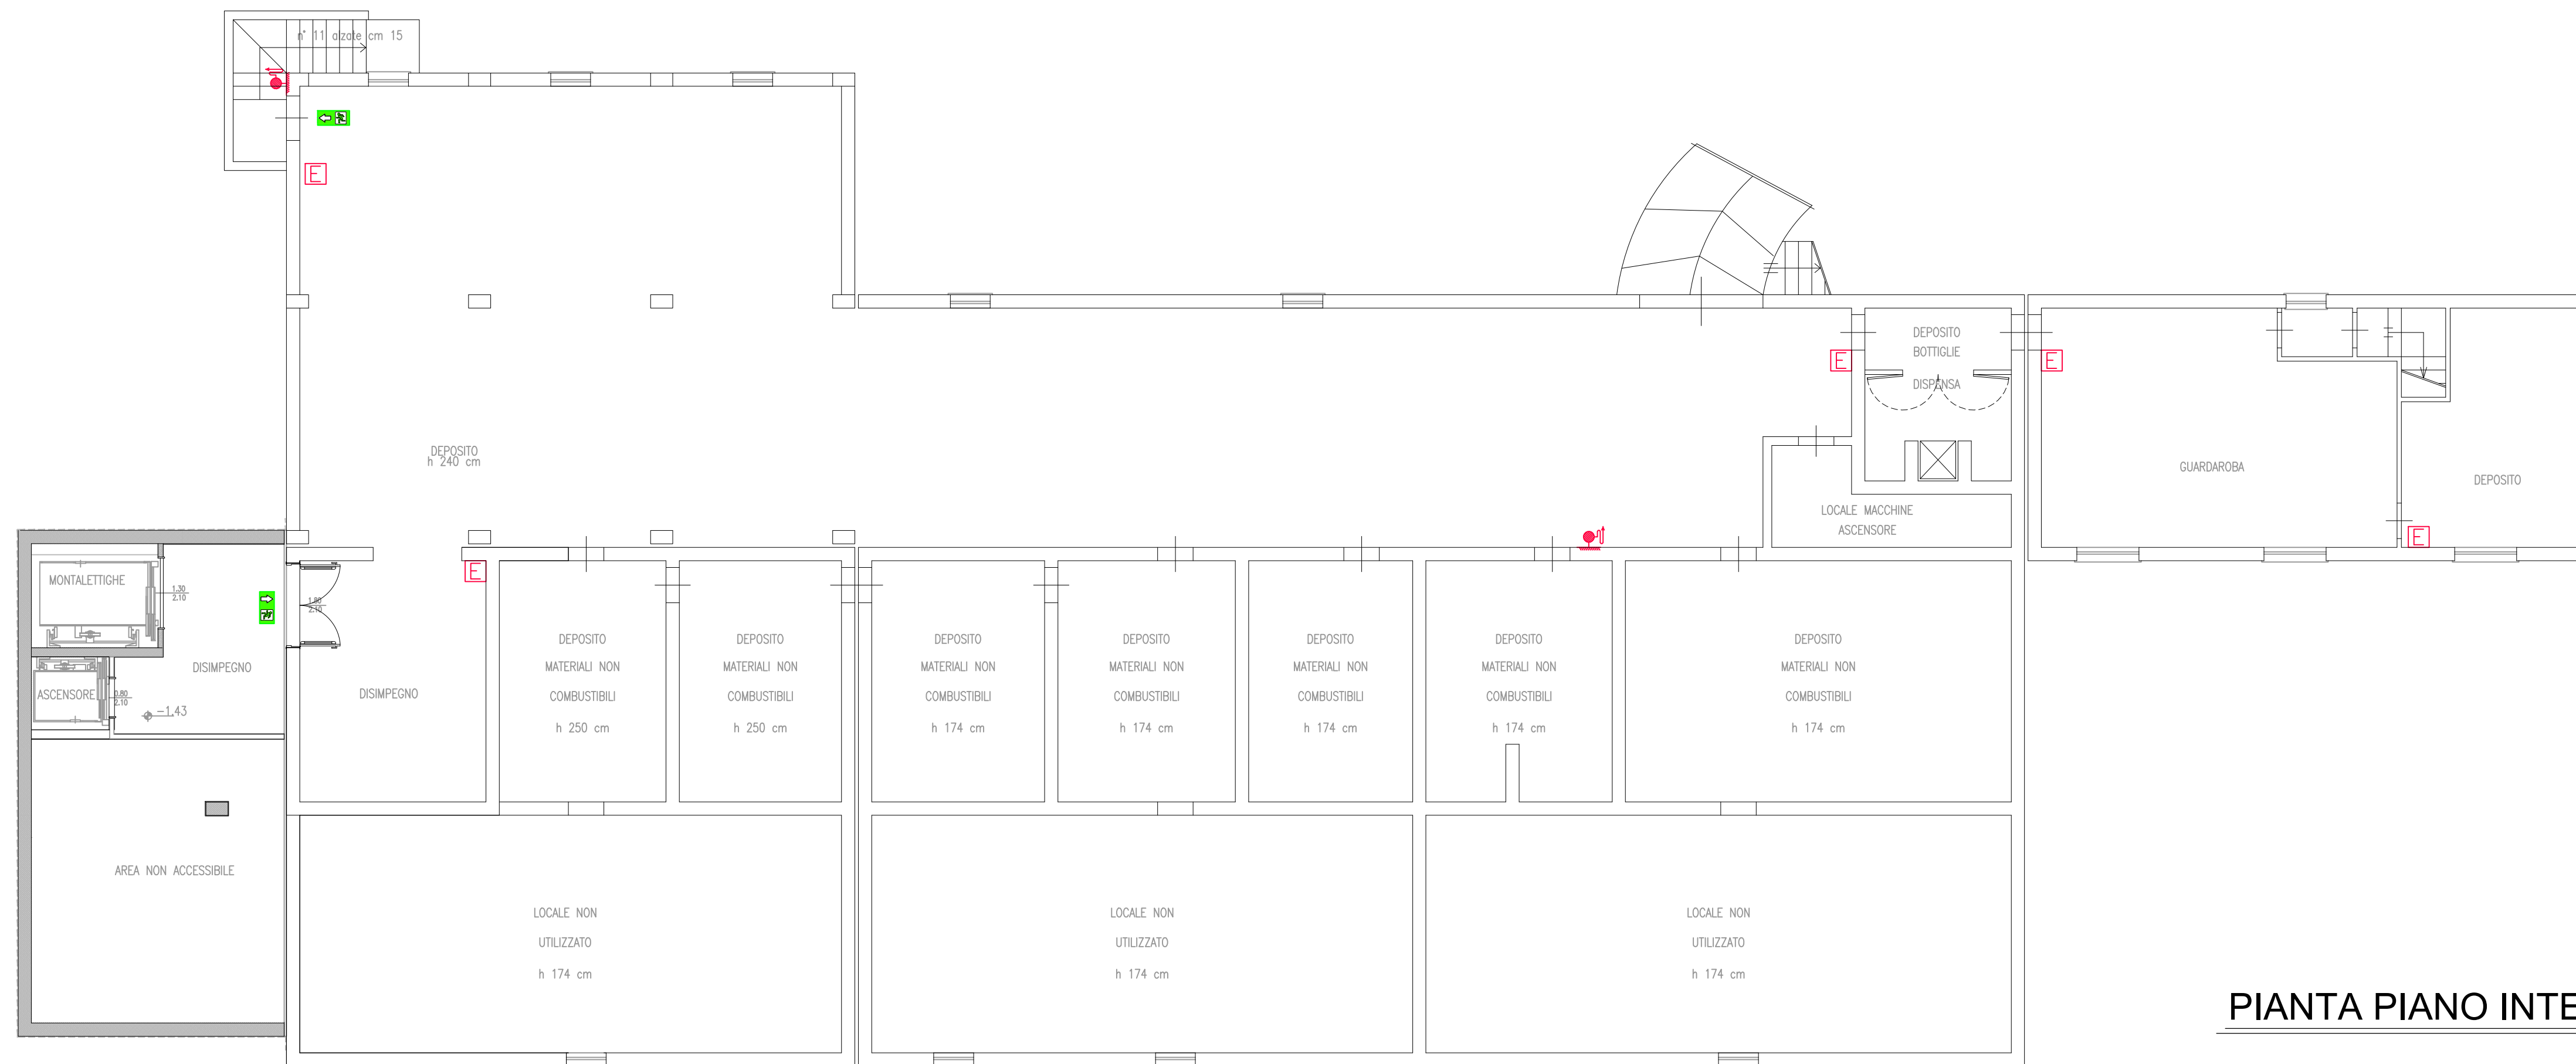 n° 11 alzate cm 15
E
DEPOSITO
BOTTIGLIE
DISPENSA
E
E
DEPOSITO
h 240 cm
GUARDAROBA
DEPOSITO
LOCALE MACCHINE
ASCENSORE
E
E
MONTALETTIGHE
1.30
2.10
1.80
2.10
DISIMPEGNO
ASCENSORE
0.80
2.10
-1.43
DISIMPEGNO
DEPOSITO
MATERIALI NON
COMBUSTIBILI
h 250 cm
DEPOSITO
MATERIALI NON
COMBUSTIBILI
h 250 cm
DEPOSITO
MATERIALI NON
COMBUSTIBILI
h 174 cm
DEPOSITO
MATERIALI NON
COMBUSTIBILI
h 174 cm
DEPOSITO
MATERIALI NON
COMBUSTIBILI
h 174 cm
DEPOSITO
MATERIALI NON
COMBUSTIBILI
h 174 cm
DEPOSITO
MATERIALI NON
COMBUSTIBILI
h 174 cm
AREA NON ACCESSIBILE
LOCALE NON
UTILIZZATO
h 174 cm
LOCALE NON
UTILIZZATO
h 174 cm
LOCALE NON
UTILIZZATO
h 174 cm
PIANTA PIANO INTE